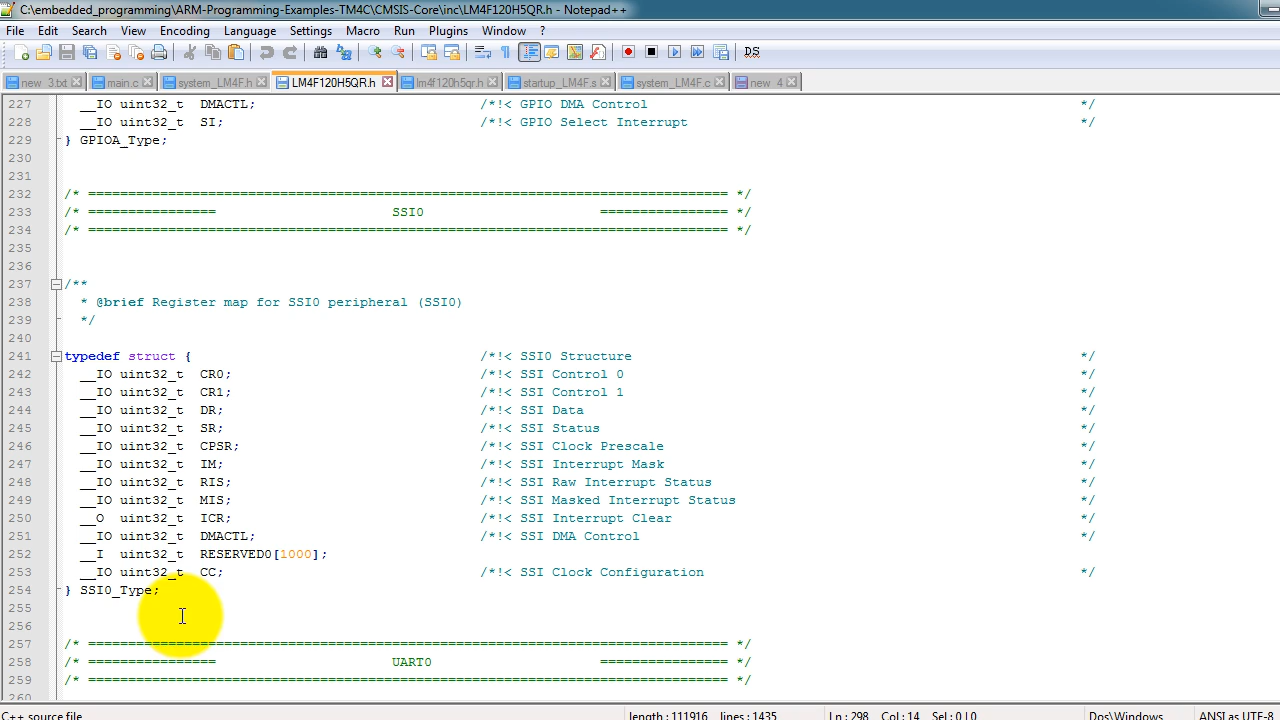 C:\embedded_programming\ARM-Programming-Examples-TM4C\CMSIS-Core\inc\LM4F120H5QR.h - Notepad++
File Edit Search View Encoding Language Settings Macro Run Plugins Window ?
new 3.txt main.c system_LM4F.h LM4F120H5QR.h lm4f120h5qr.h startup_LM4F.s system_LM4F.c new 4
227 __IO uint32_t DMACTL; /*!< GPIO DMA Control */
228 __IO uint32_t SI; /*!< GPIO Select Interrupt */
229 } GPIOA_Type;
230
231
232 /* ================================================================================ */
233 /* ================ SSI0 ================ */
234 /* ================================================================================ */
235
236
237 /**
238 * @brief Register map for SSI0 peripheral (SSI0)
239 */
240
241 typedef struct { /*!< SSI0 Structure */
242 __IO uint32_t CR0; /*!< SSI Control 0 */
243 __IO uint32_t CR1; /*!< SSI Control 1 */
244 __IO uint32_t DR; /*!< SSI Data */
245 __IO uint32_t SR; /*!< SSI Status */
246 __IO uint32_t CPSR; /*!< SSI Clock Prescale */
247 __IO uint32_t IM; /*!< SSI Interrupt Mask */
248 __IO uint32_t RIS; /*!< SSI Raw Interrupt Status */
249 __IO uint32_t MIS; /*!< SSI Masked Interrupt Status */
250 __O uint32_t ICR; /*!< SSI Interrupt Clear */
251 __IO uint32_t DMACTL; /*!< SSI DMA Control */
252 __I uint32_t RESERVED0[1000];
253 __IO uint32_t CC; /*!< SSI Clock Configuration */
254 } SSI0_Type;
255
256
257 /* ================================================================================ */
258 /* ================ UART0 ================ */
259 /* ================================================================================ */
260
C++ source file length : 111916 lines : 1435 Ln : 298 Col : 14 Sel : 0 | 0 Dos\Windows ANSI as UTF-8